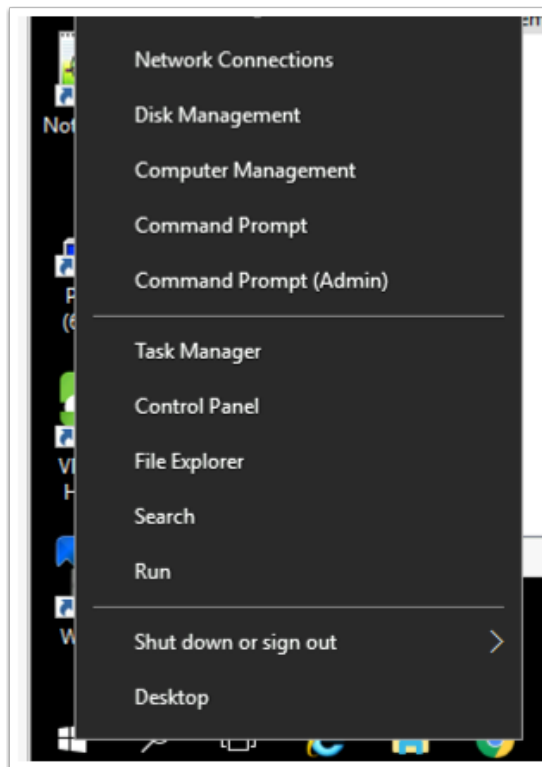 Network Connections
Disk Management
Computer Management
Command Prompt
Command Prompt (Admin)
Task Manager
Control Panel
File Explorer
Search
Run
Shut down or sign out
Desktop